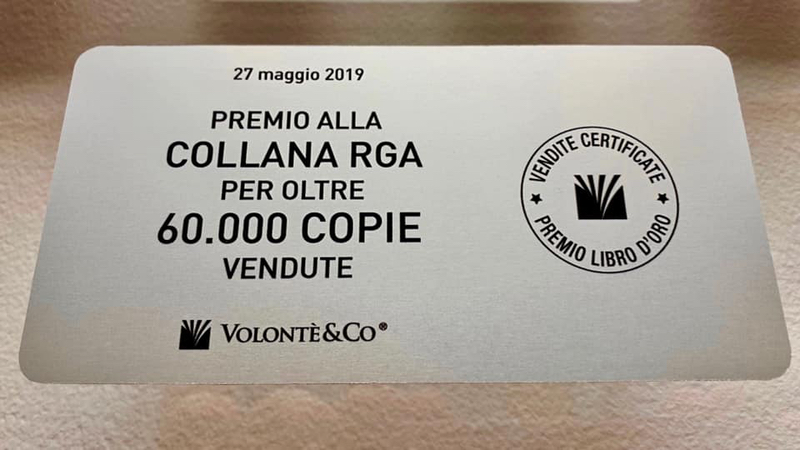 27 maggio 2019
PREMIO ALLA
COLLANA RGA
PER OLTRE
60.000 COPIE
VENDUTE
VOLONTÈ&CO®
VENDITE CERTIFICATE
PREMIO LIBRO D'ORO